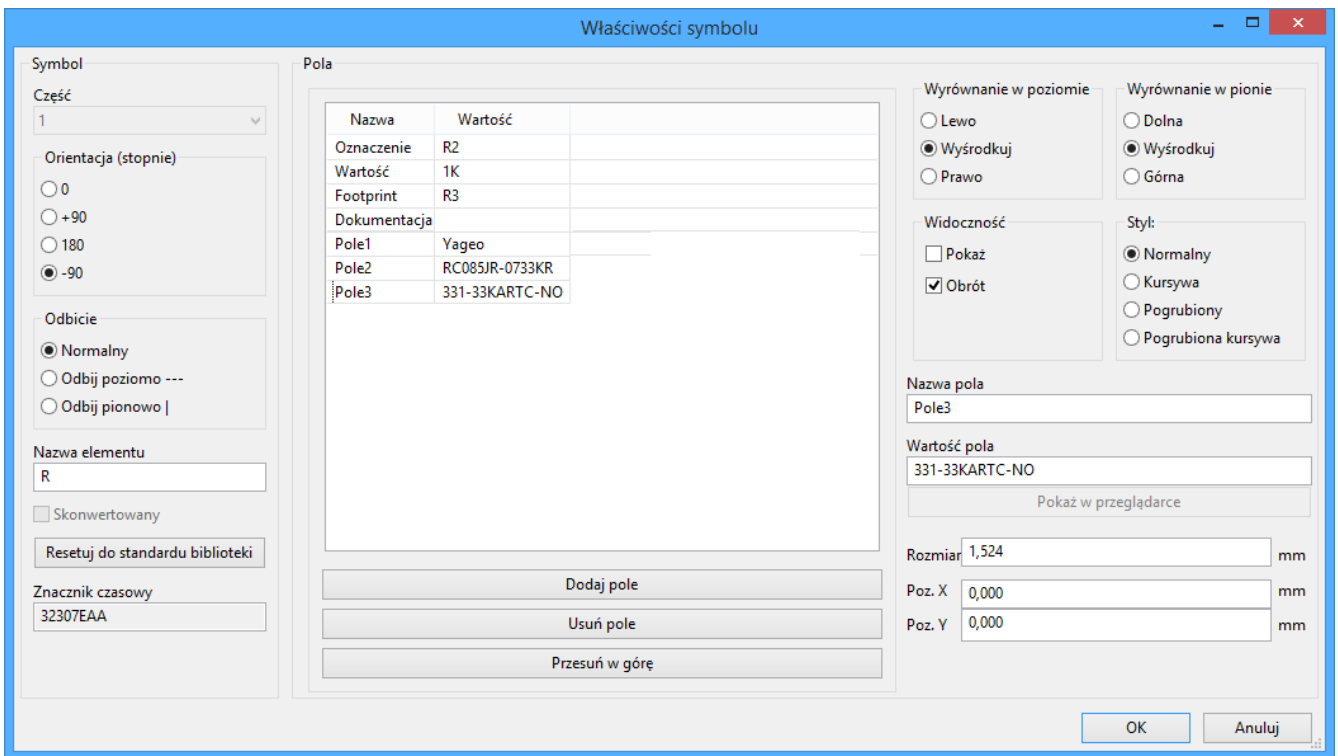 Właściwości symbolu
Symbol
Część
1
Orientacja (stopnie)
0
+90
180
-90
Odbicie
Normalny
Odbij poziomo ---
Odbij pionowo |
Nazwa elementu
R
Skonwertowany
Resetuj do standardu biblioteki
Znacznik czasowy
32307EAA
Pola
Nazwa Wartość
Oznaczenie R2
Wartość 1K
Footprint R3
Dokumentacja
Pole1 Yageo
Pole2 RC085JR-0733KR
Pole3 331-33KARTC-NO
Dodaj pole
Usuń pole
Przesuń w górę
Wyrównanie w poziomie
Lewo
Wyśrodkuj
Prawo
Wyrównanie w pionie
Dolna
Wyśrodkuj
Górna
Widoczność
Pokaż
Obrót
Styl:
Normalny
Kursywa
Pogrubiony
Pogrubiona kursywa
Nazwa pola
Pole3
Wartość pola
331-33KARTC-NO
Pokaż w przeglądarce
Rozmiar 1,524 mm
Poz. X 0,000 mm
Poz. Y 0,000 mm
OK Anuluj